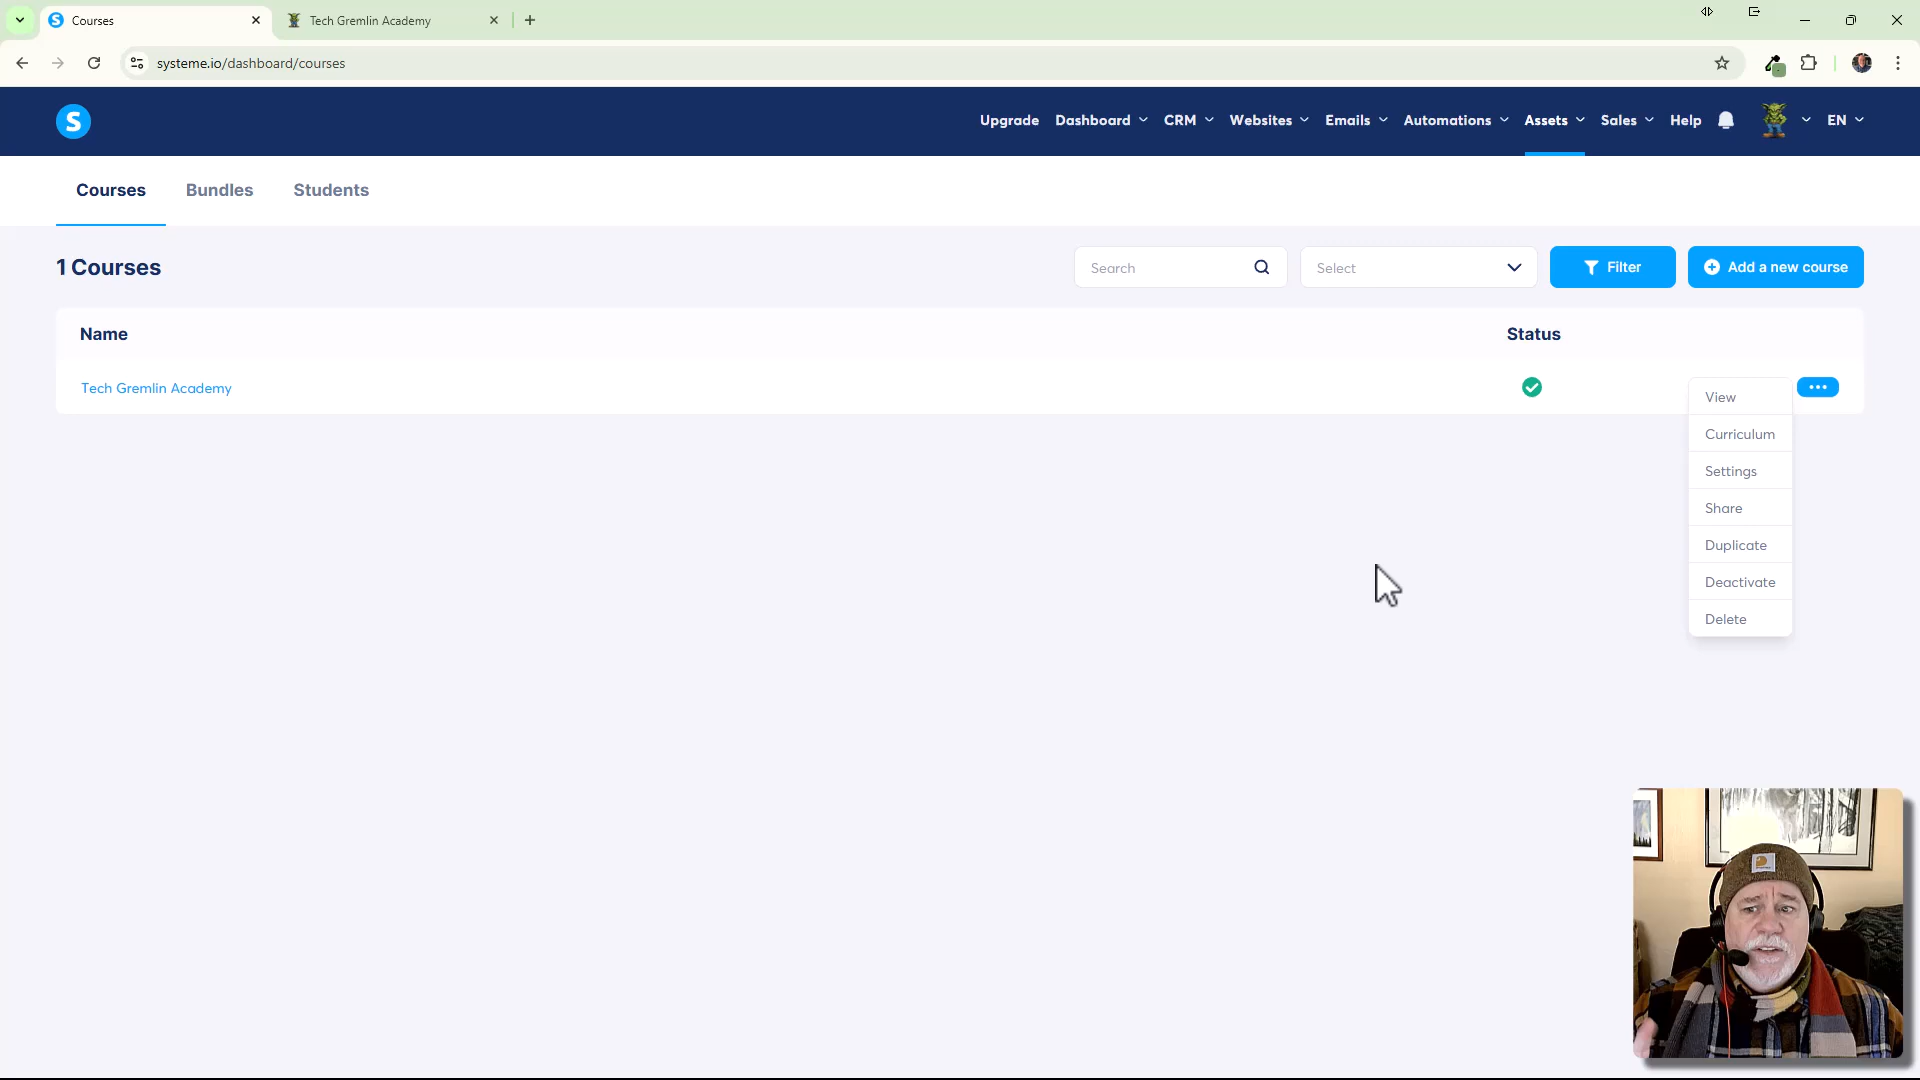 Courses
Tech Gremlin Academy
systeme.io/dashboard/courses
S
Upgrade Dashboard CRM Websites Emails Automations Assets Sales Help EN
Courses Bundles Students
1 Courses
Search
Select
Filter
Add a new course
Name Status
Tech Gremlin Academy
View
Curriculum
Settings
Share
Duplicate
Deactivate
Delete